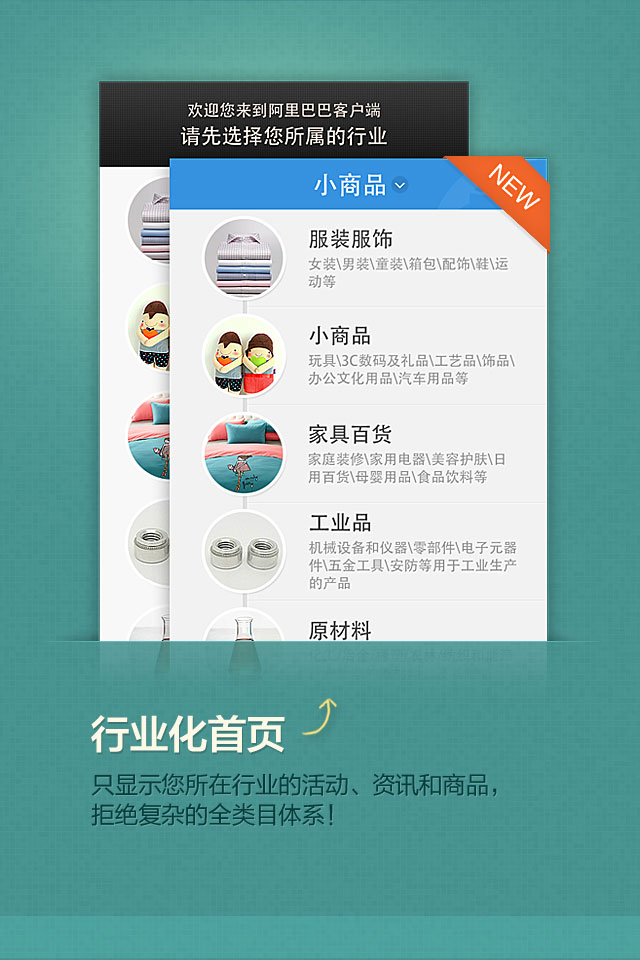 欢迎您来到阿里巴巴客户端
请先选择您所属的行业
小商品
NEW
服装服饰
女装\男装\童装\箱包\配饰\鞋\运
动等
小商品
玩具\3C数码及礼品\工艺品\饰品\
办公文化用品\汽车用品等
家具百货
家庭装修\家用电器\美容护肤\日
用百货\母婴用品\食品饮料等
工业品
机械设备和仪器\零部件\电子元器
件\五金工具\安防等用于工业生产
的产品
原材料
行业化首页
只显示您所在行业的活动、资讯和商品，
拒绝复杂的全类目体系！